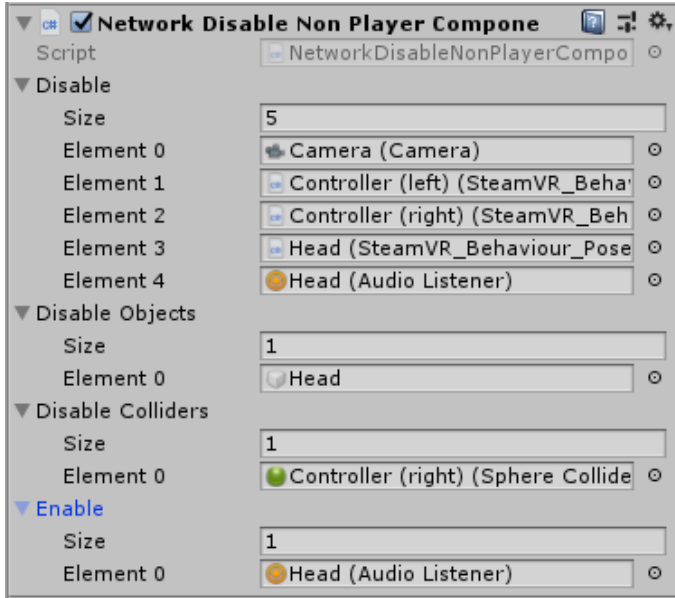 Network Disable Non Player Compone
Script NetworkDisableNonPlayerCompo
Disable
Size 5
Element 0 Camera (Camera)
Element 1 Controller (left) (SteamVR_Beha
Element 2 Controller (right) (SteamVR_Beh
Element 3 Head (SteamVR_Behaviour_Pose
Element 4 Head (Audio Listener)
Disable Objects
Size 1
Element 0 Head
Disable Colliders
Size 1
Element 0 Controller (right) (Sphere Collide
Enable
Size 1
Element 0 Head (Audio Listener)